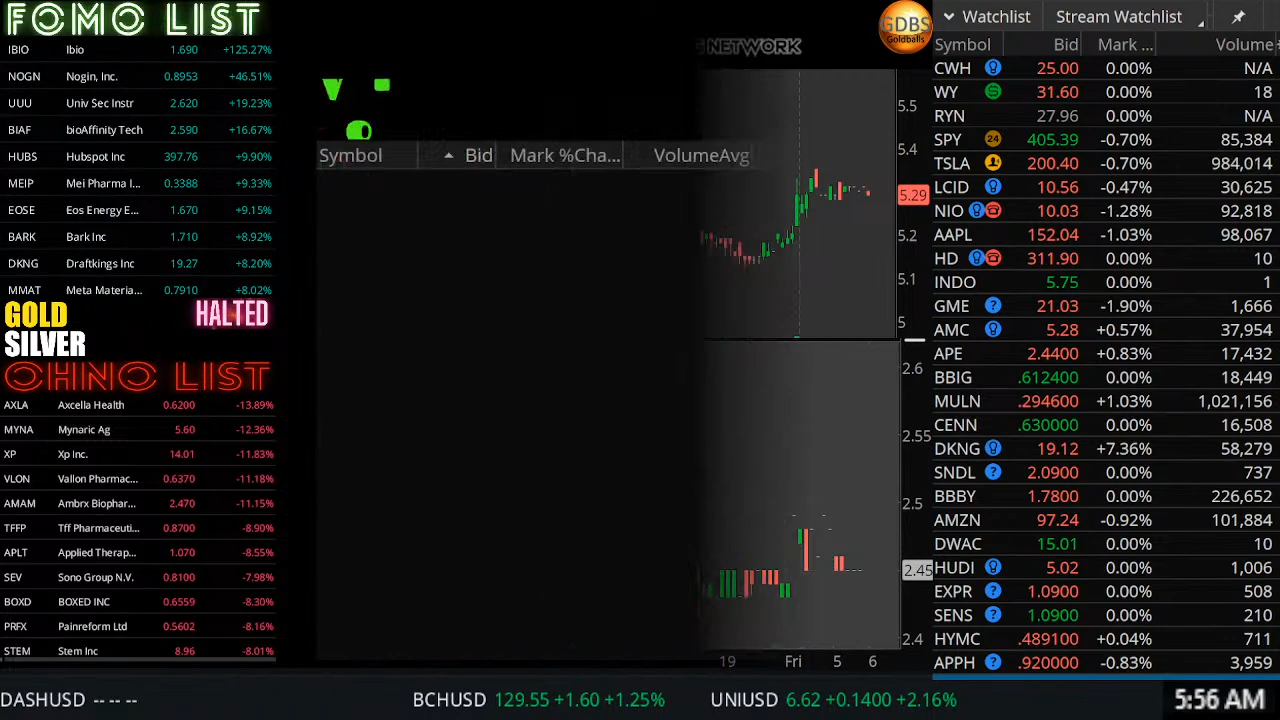 FOMO LIST
IBIO Ibio 1.690 +125.27%
NOGN Nogin, Inc. 0.8953 +46.51%
UUU Univ Sec Instr 2.620 +19.23%
BIAF bioAffinity Tech 2.590 +16.67%
HUBS Hubspot Inc 397.76 +9.90%
MEIP Mei Pharma I... 0.3388 +9.33%
EOSE Eos Energy E... 1.670 +9.15%
BARK Bark Inc 1.710 +8.92%
DKNG Draftkings Inc 19.27 +8.20%
MMAT Meta Materia... 0.7910 +8.02%
GOLD HALTED
SILVER
OHNO LIST
AXLA Axcella Health 0.6200 -13.89%
MYNA Mynaric Ag 5.60 -12.36%
XP Xp Inc. 14.01 -11.83%
VLON Vallon Pharmac... 0.6370 -11.18%
AMAM Ambrx Biophar... 2.470 -11.15%
TFFP Tff Pharmaceuti... 0.8700 -8.90%
APLT Applied Therap... 1.070 -8.55%
SEV Sono Group N.V. 0.8100 -7.98%
BOXD BOXED INC 0.6559 -8.30%
PRFX Painreform Ltd 0.5602 -8.16%
STEM Stem Inc 8.96 -8.01%
NETWORK
GDBS
Goldballs
Symbol Bid Mark %Cha... VolumeAvg
5.5
5.4
5.29
5.2
5.1
5
2.6
2.55
2.5
2.45
2.4
19 Fri 5 6
Watchlist Stream Watchlist
Symbol Bid Mark ... Volume
CWH 25.00 0.00% N/A
WY 31.60 0.00% 18
RYN 27.96 0.00% N/A
SPY 24 405.39 -0.70% 85,384
TSLA 200.40 -0.70% 984,014
LCID 10.56 -0.47% 30,625
NIO 10.03 -1.28% 92,818
AAPL 152.04 -1.03% 98,067
HD 311.90 0.00% 10
INDO 5.75 0.00% 1
GME ? 21.03 -1.90% 1,666
AMC 5.28 +0.57% 37,954
APE 2.4400 +0.83% 17,432
BBIG .612400 0.00% 18,449
MULN .294600 +1.03% 1,021,156
CENN .630000 0.00% 16,508
DKNG 19.12 +7.36% 58,279
SNDL ? 2.0900 0.00% 737
BBBY 1.7800 0.00% 226,652
AMZN 97.24 -0.92% 101,884
DWAC 15.01 0.00% 10
HUDI 5.02 0.00% 1,006
EXPR ? 1.0900 0.00% 508
SENS ? 1.0900 0.00% 210
HYMC .489100 +0.04% 711
APPH ? .920000 -0.83% 3,959
DASHUSD -- -- -- BCHUSD 129.55 +1.60 +1.25% UNIUSD 6.62 +0.1400 +2.16% 5:56 AM